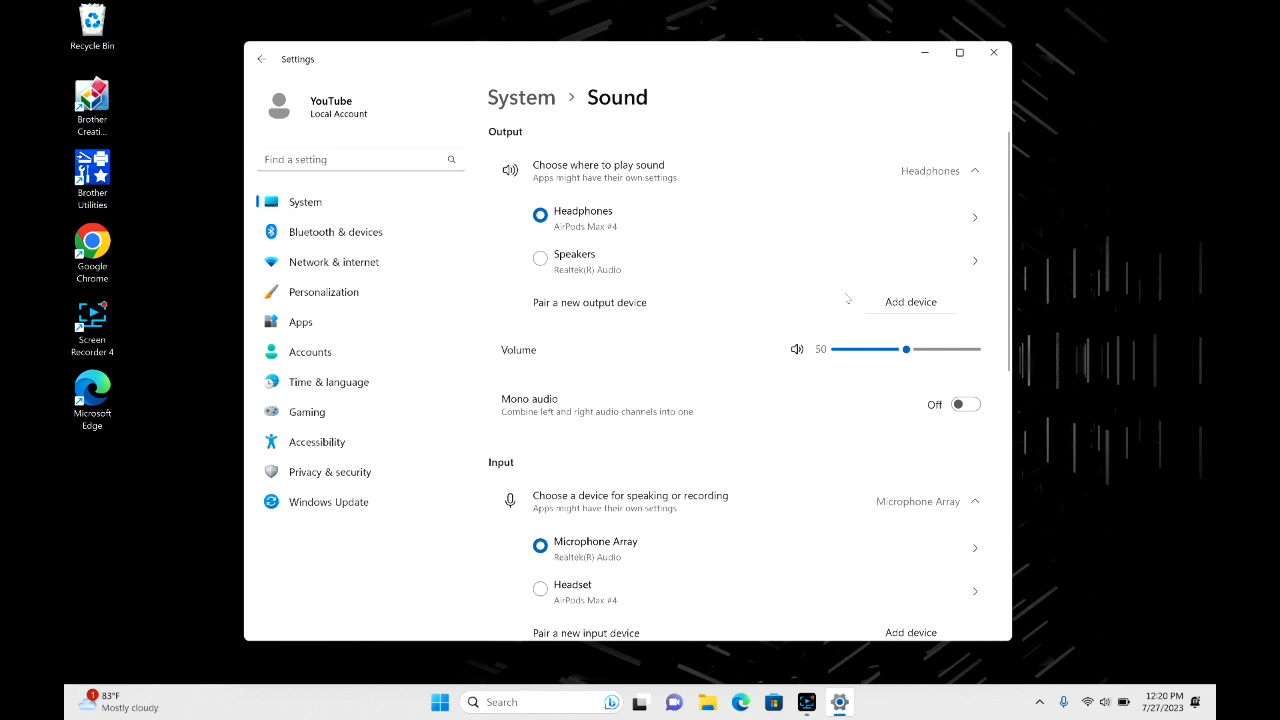 Recycle Bin
Brother
Creati...
Brother
Utilities
Google
Chrome
Screen
Recorder 4
Microsoft
Edge
Settings
YouTube
Local Account
Find a setting
System
Bluetooth & devices
Network & internet
Personalization
Apps
Accounts
Time & language
Gaming
Accessibility
Privacy & security
Windows Update
System > Sound
Output
Choose where to play sound
Apps might have their own settings
Headphones
Headphones
AirPods Max #4
Speakers
Realtek(R) Audio
Pair a new output device
Add device
Volume
50
Mono audio
Combine left and right audio channels into one
Off
Input
Choose a device for speaking or recording
Apps might have their own settings
Microphone Array
Microphone Array
Realtek(R) Audio
Headset
AirPods Max #4
Pair a new input device
Add device
1
83°F
Mostly cloudy
Search
12:20 PM
7/27/2023